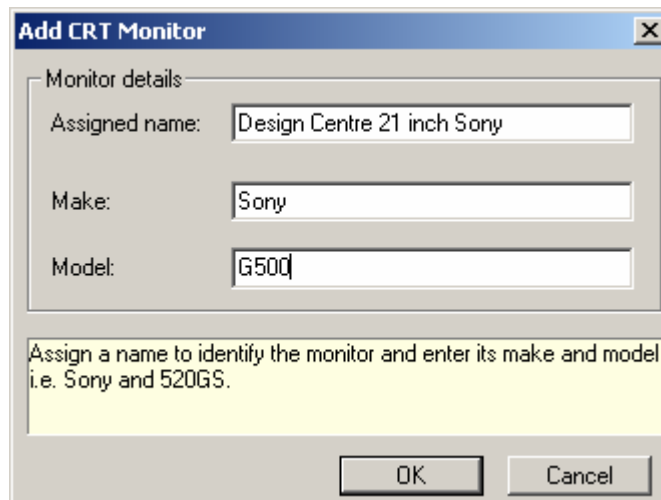 Add CRT Monitor
Monitor details
Assigned name: Design Centre 21 inch Sony
Make: Sony
Model: G500
Assign a name to identify the monitor and enter its make and model
i.e. Sony and 520GS.
OK Cancel